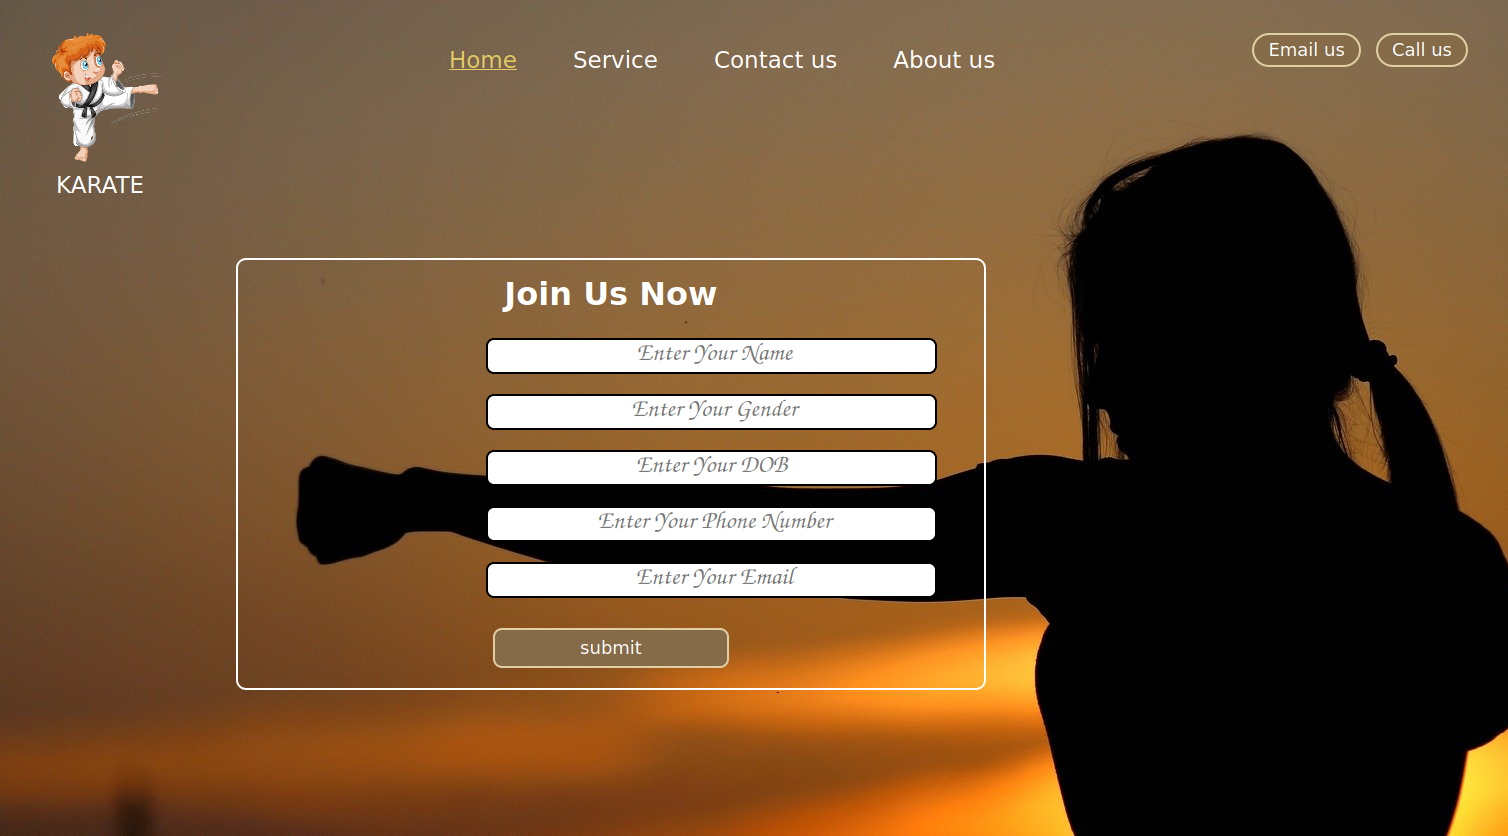 Home
Service
Contact us
About us
Email us
Call us
KARATE
Join Us Now
Enter Your Name
Enter Your Gender
Enter Your DOB
Enter Your Phone Number
Enter Your Email
submit